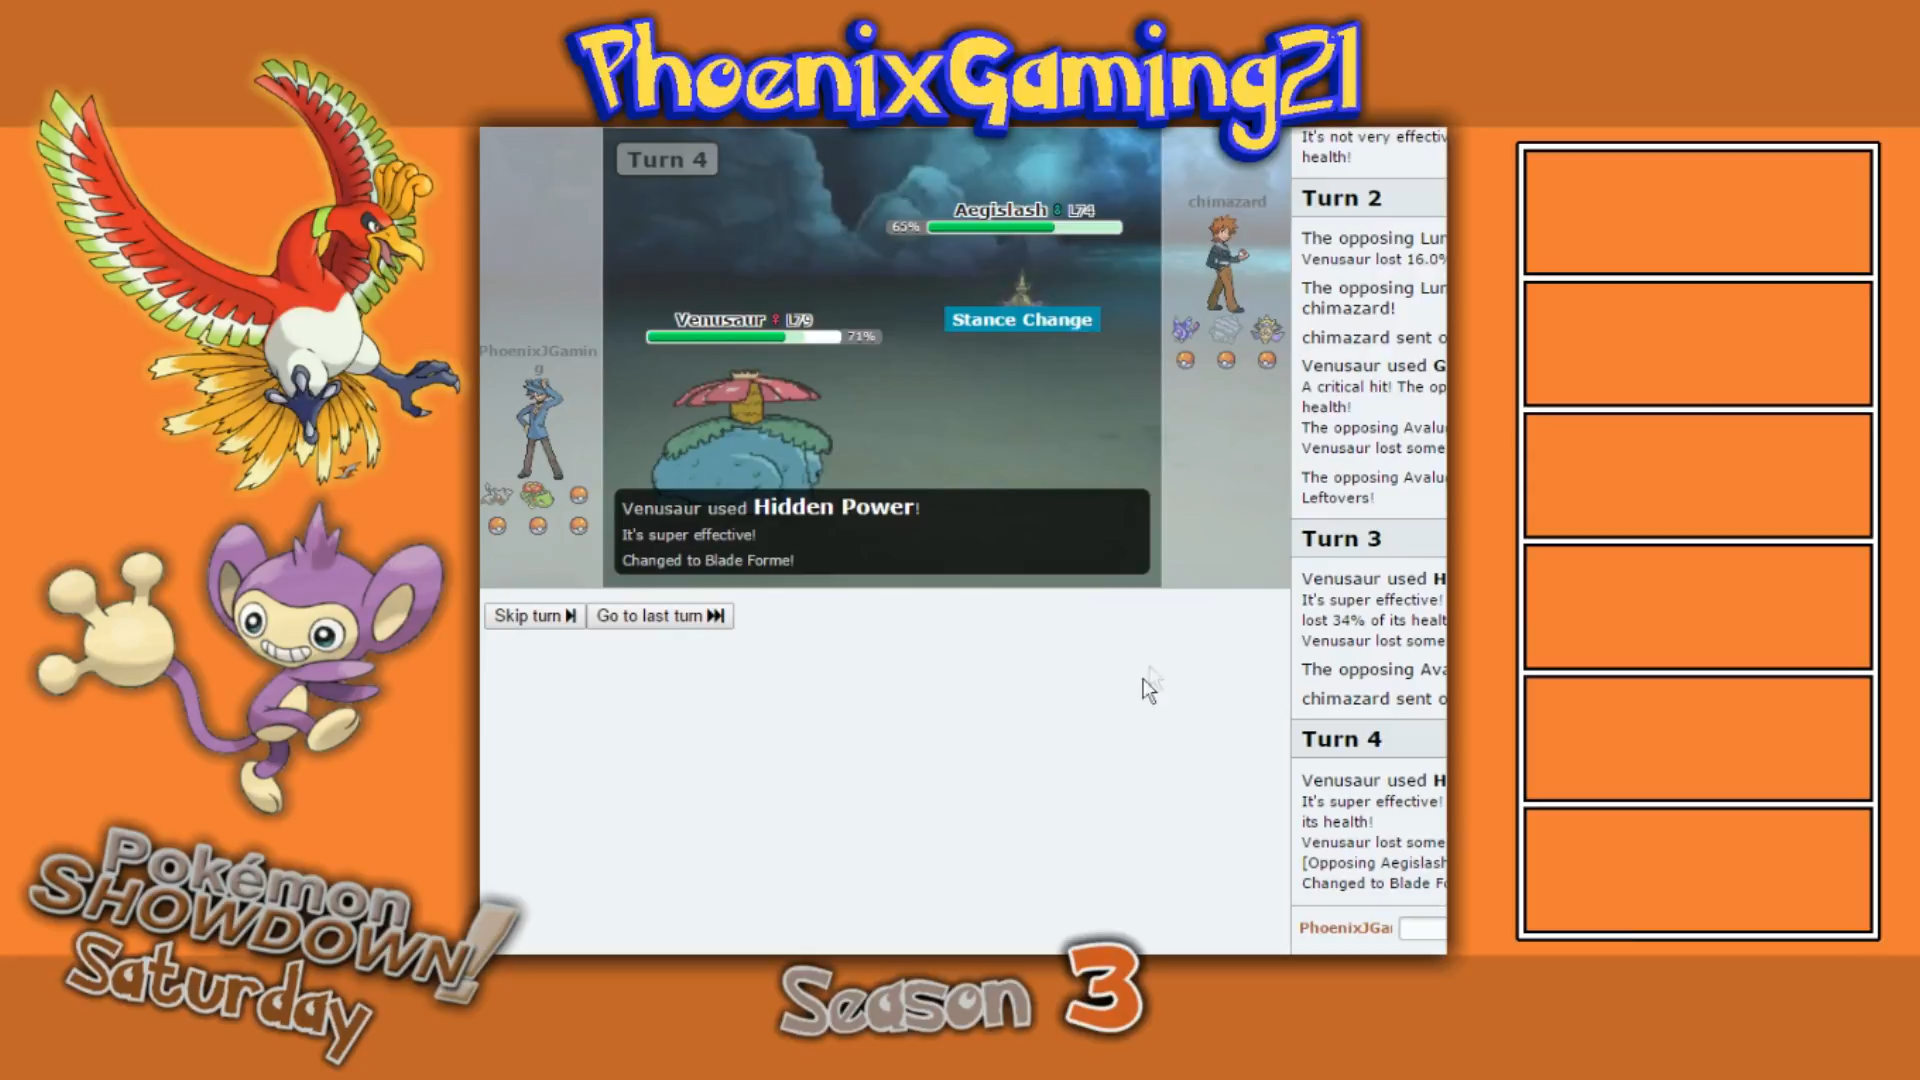 PhoenixGaming21
Turn 4
Aegislash L74
65%
Stance Change
Venusaur L79
71%
PhoenixJGamin
g
chimazard
Venusaur used Hidden Power!
It's super effective!
Changed to Blade Forme!
Skip turn
Go to last turn
It's not very effectiv
health!
Turn 2
The opposing Lur
Venusaur lost 16.0%
The opposing Lur
chimazard!
chimazard sent o
Venusaur used G
A critical hit! The op
health!
The opposing Avalu
Venusaur lost some
The opposing Avalu
Leftovers!
Turn 3
Venusaur used H
It's super effective!
lost 34% of its healt
Venusaur lost some
The opposing Ava
chimazard sent o
Turn 4
Venusaur used H
It's super effective!
its health!
Venusaur lost some
[Opposing Aegislash
Changed to Blade Fo
PhoenixJGa
Pokémon
SHOWDOWN!
Saturday
Season 3